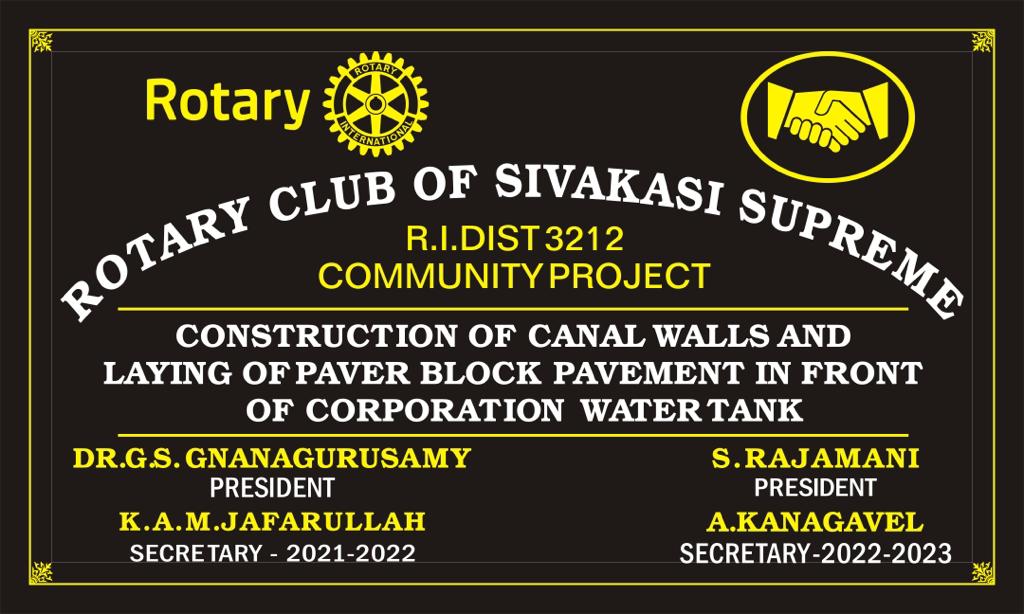 Rotary
ROTARY
INTERNATIONAL
ROTARY CLUB OF SIVAKASI SUPREME
R.I.DIST 3212
COMMUNITY PROJECT
CONSTRUCTION OF CANAL WALLS AND
LAYING OF PAVER BLOCK PAVEMENT IN FRONT
OF CORPORATION WATER TANK
DR.G.S. GNANAGURUSAMY
PRESIDENT
K.A.M.JAFARULLAH
SECRETARY - 2021-2022
S.RAJAMANI
PRESIDENT
A.KANAGAVEL
SECRETARY-2022-2023